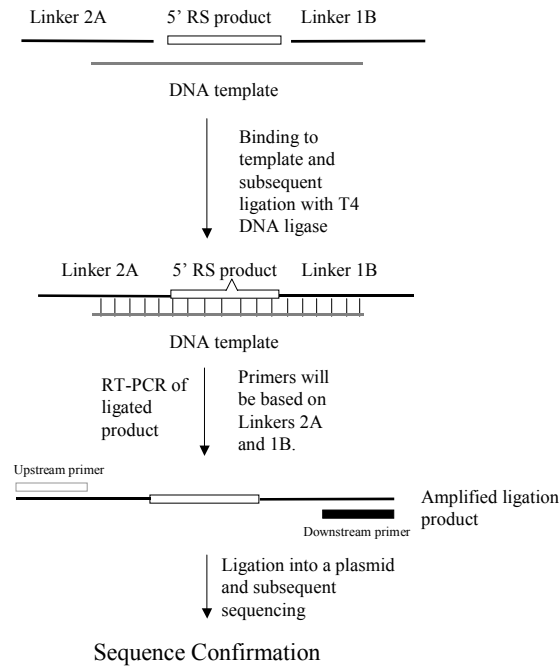 Linker 2A 5' RS product Linker 1B
DNA template
Binding to
template and
subsequent
ligation with T4
DNA ligase
Linker 2A 5' RS product Linker 1B
DNA template
RT-PCR of
ligated
product
Primers will
be based on
Linkers 2A
and 1B.
Upstream primer
Amplified ligation
product
Downstream primer
Ligation into a plasmid
and subsequent
sequencing
Sequence Confirmation